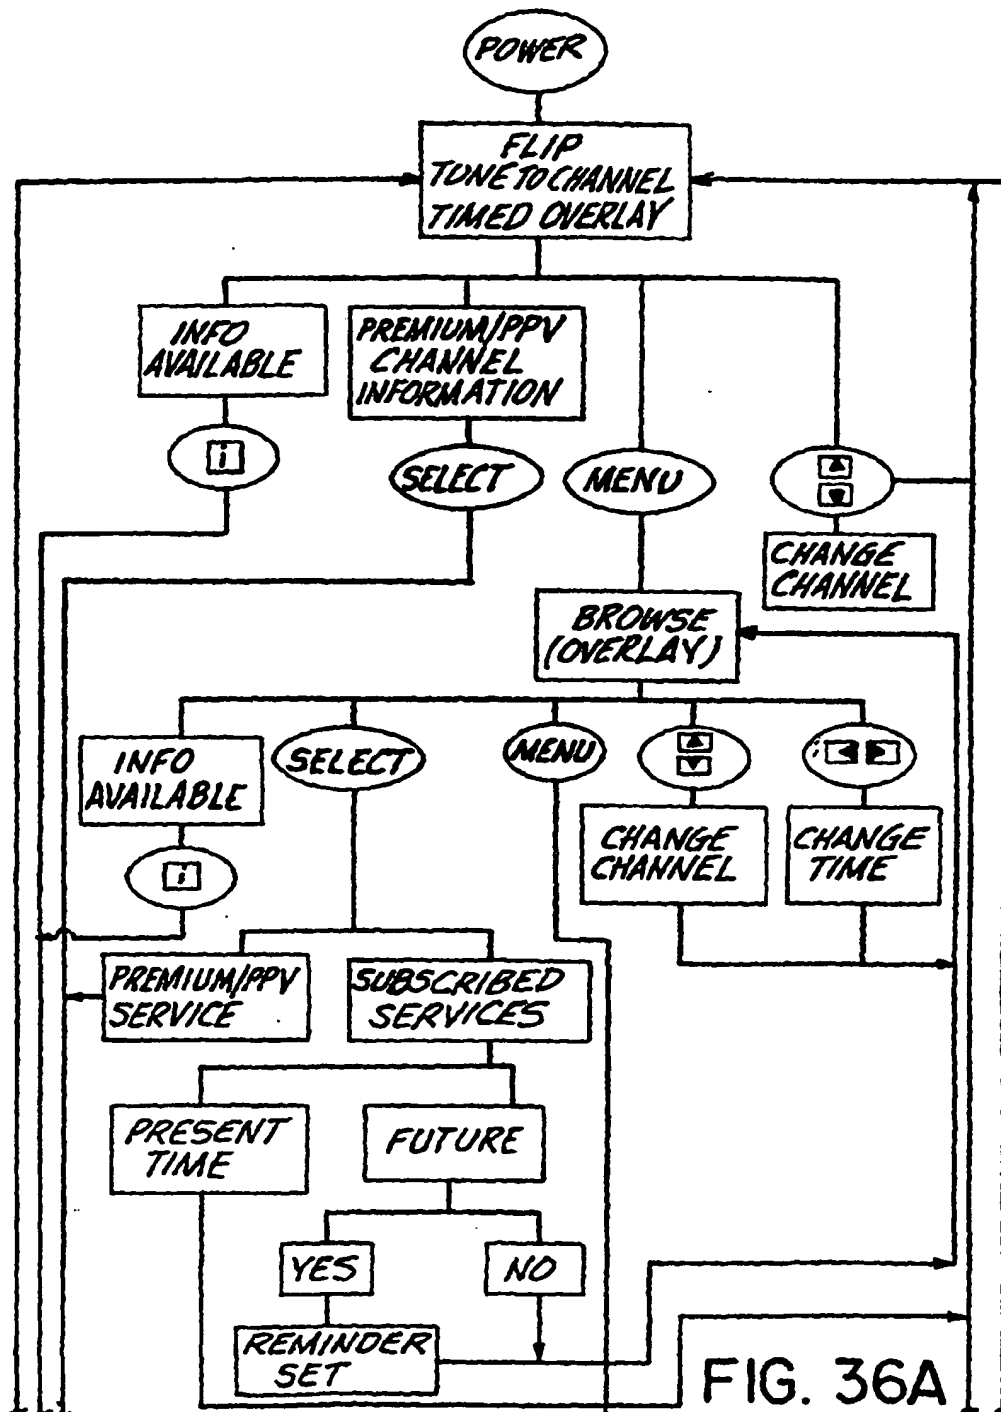 POWER
FLIP
TUNE TO CHANNEL
TIMED OVERLAY
INFO
AVAILABLE
PREMIUM/PPV
CHANNEL
INFORMATION
i
SELECT
MENU
CHANGE
CHANNEL
BROWSE
(OVERLAY)
INFO
AVAILABLE
SELECT
MENU
i
CHANGE
CHANNEL
CHANGE
TIME
PREMIUM/PPV
SERVICE
SUBSCRIBED
SERVICES
PRESENT
TIME
FUTURE
YES
NO
REMINDER
SET
FIG. 36A